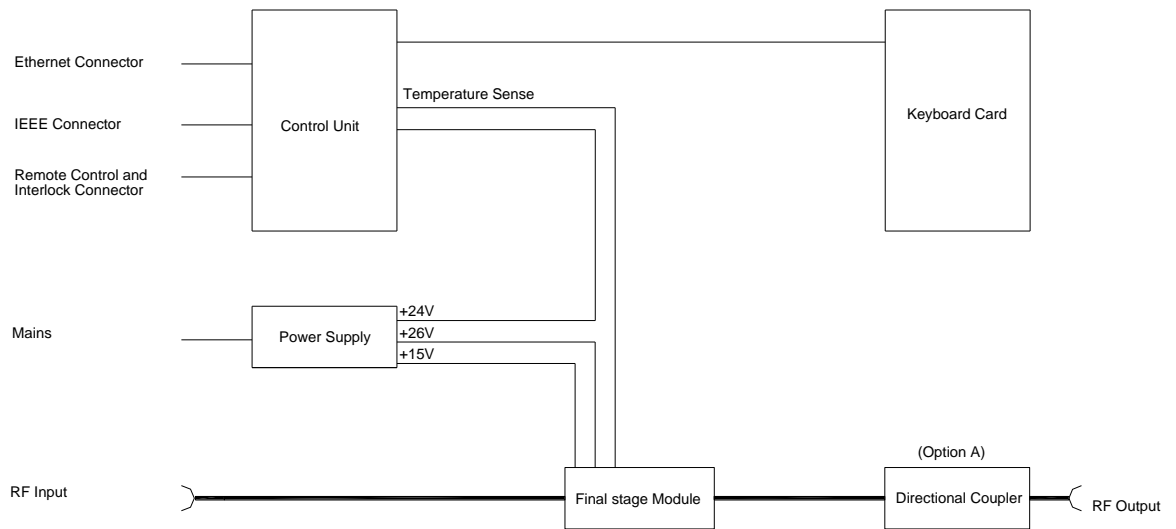 Ethernet Connector
Temperature Sense
IEEE Connector
Control Unit
Keyboard Card
Remote Control and
Interlock Connector
+24V
Mains
Power Supply
+26V
+15V
(Option A)
RF Input
Final stage Module
Directional Coupler
RF Output